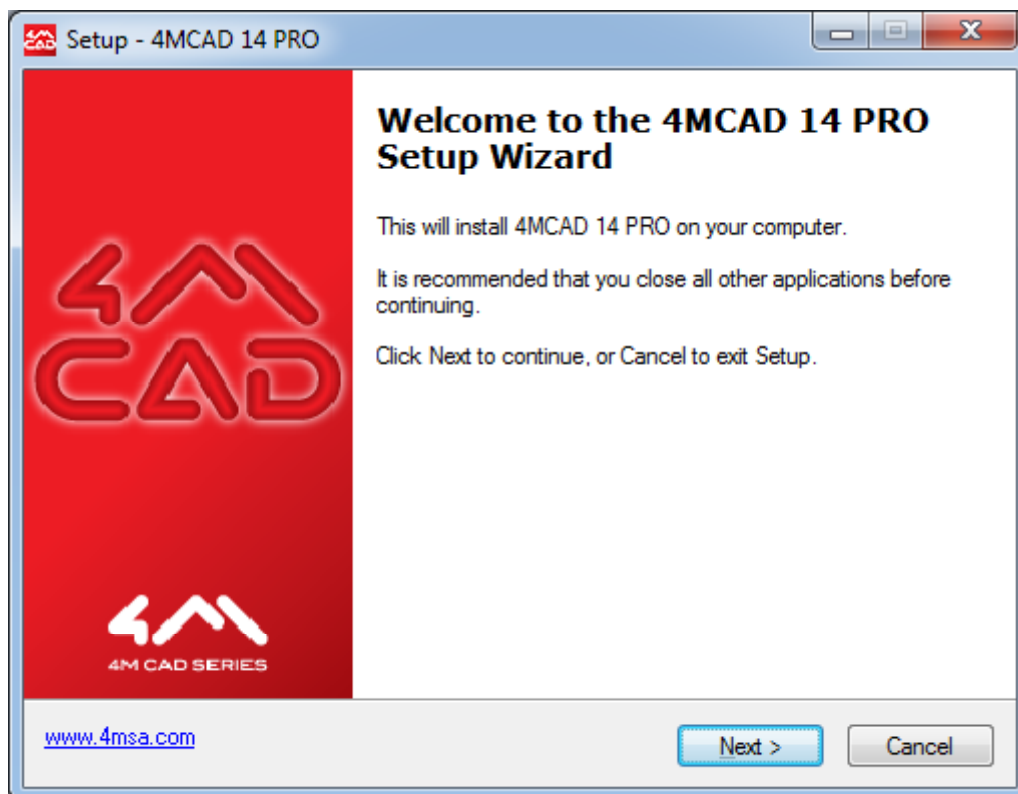 Setup - 4MCAD 14 PRO
Welcome to the 4MCAD 14 PRO
Setup Wizard
This will install 4MCAD 14 PRO on your computer.
It is recommended that you close all other applications before
continuing.
Click Next to continue, or Cancel to exit Setup.
4M
CAD
4M
4M CAD SERIES
www.4msa.com
Next >
Cancel